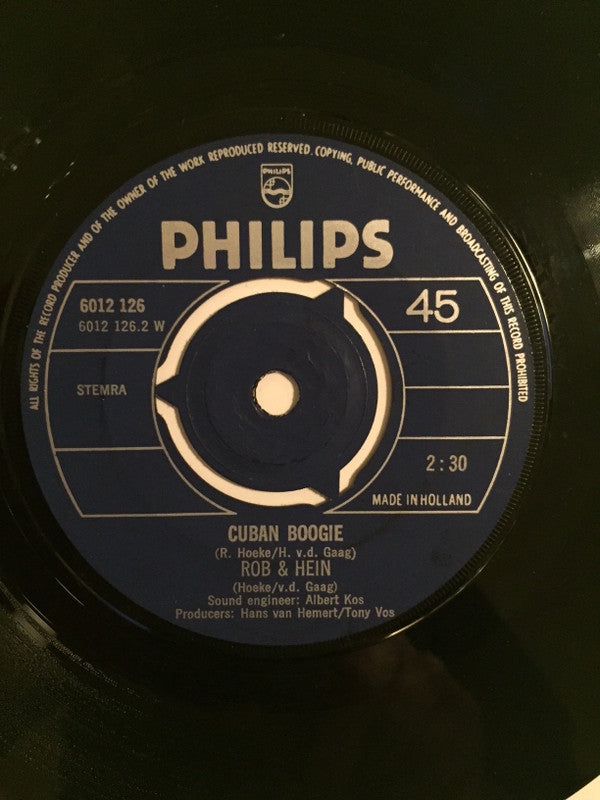 ALL RIGHTS OF THE RECORD PRODUCER AND OF THE OWNER OF THE WORK REPRODUCED RESERVED. COPYING, PUBLIC PERFORMANCE AND BROADCASTING OF THIS RECORD PROHIBITED
PHILIPS
PHILIPS
6012 126
6012 126.2 W
45
STEMRA
2:30
MADE IN HOLLAND
CUBAN BOOGIE
(R. Hoeke/H. v.d. Gaag)
ROB & HEIN
(Hoeke/v.d. Gaag)
Sound engineer: Albert Kos
Producers: Hans van Hemert/Tony Vos